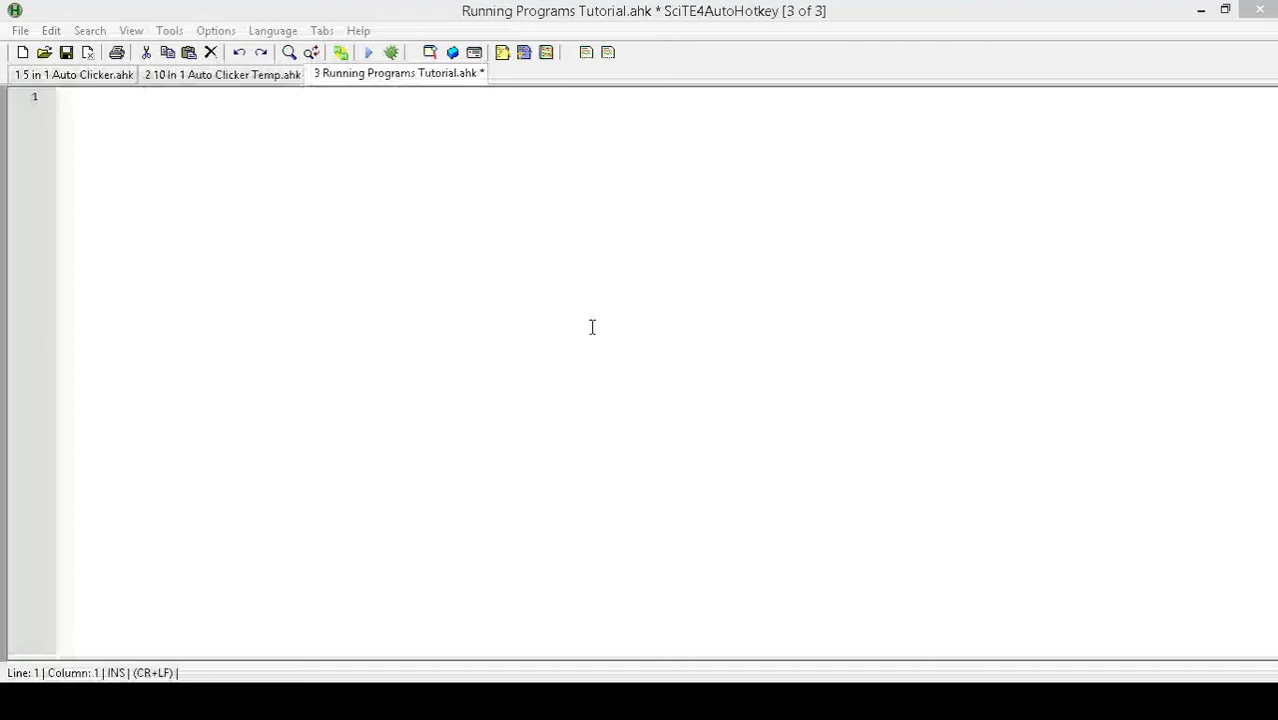 Running Programs Tutorial.ahk * SciTE4AutoHotkey [3 of 3]
File Edit Search View Tools Options Language Tabs Help
1 5 in 1 Auto Clicker.ahk 2 10 In 1 Auto Clicker Temp.ahk 3 Running Programs Tutorial.ahk *
1
Line: 1 | Column: 1 | INS | (CR+LF) |